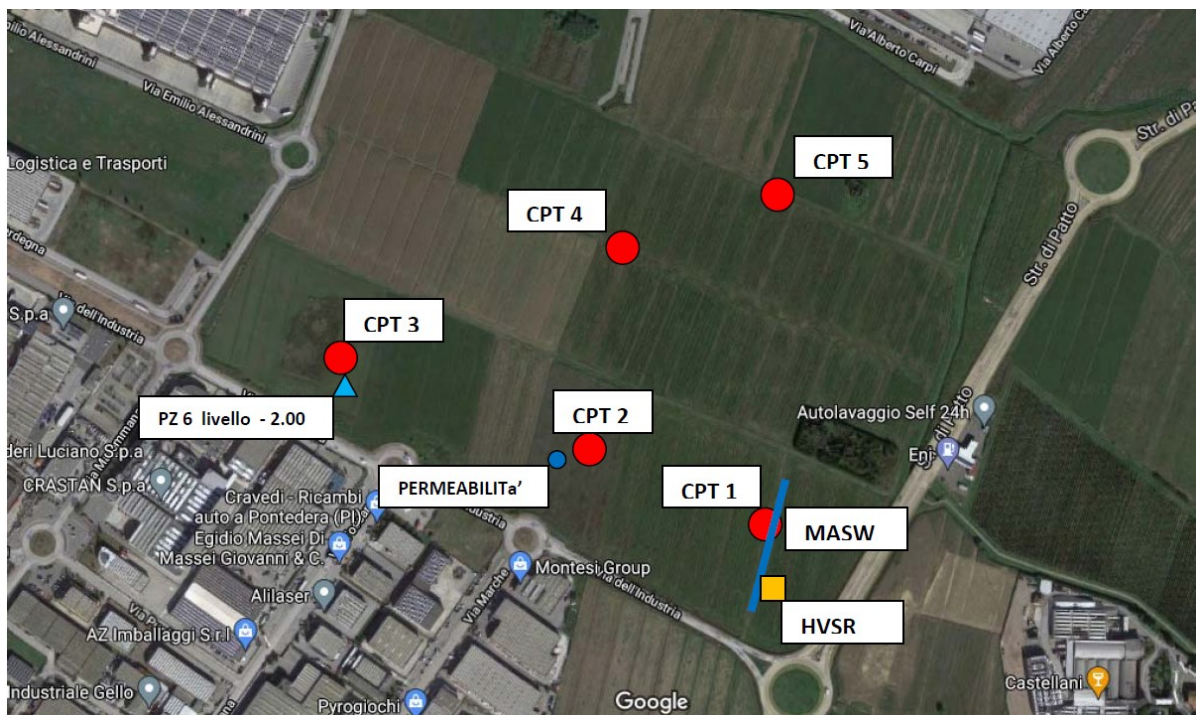 Via Alberto Carpi
Via Alberto
Emilio Alessandrini
Via Emilio Alessandrini
Str. di Pa
Logistica e Trasporti
CPT 5
CPT 4
Str. di Patto
Via dell'Industria
S.p.a
CPT 3
PZ 6 livello - 2.00
CPT 2
Autolavaggio Self 24h
Eni
di Patto
deri Luciano S.p.a
CRASTAN S.p.a
PERMEABILITa'
CPT 1
Cravedi - Ricambi
auto a Pontedera (PI)
Industria
MASW
Egidio Massei Di
Massei Giovanni & C.
Montesi Group
Via dell'Industria
Via Marche
Alilaser
HVSR
AZ Imballaggi S.r.l
Castellani
Industriale Gello
Pyrogiochi
Google